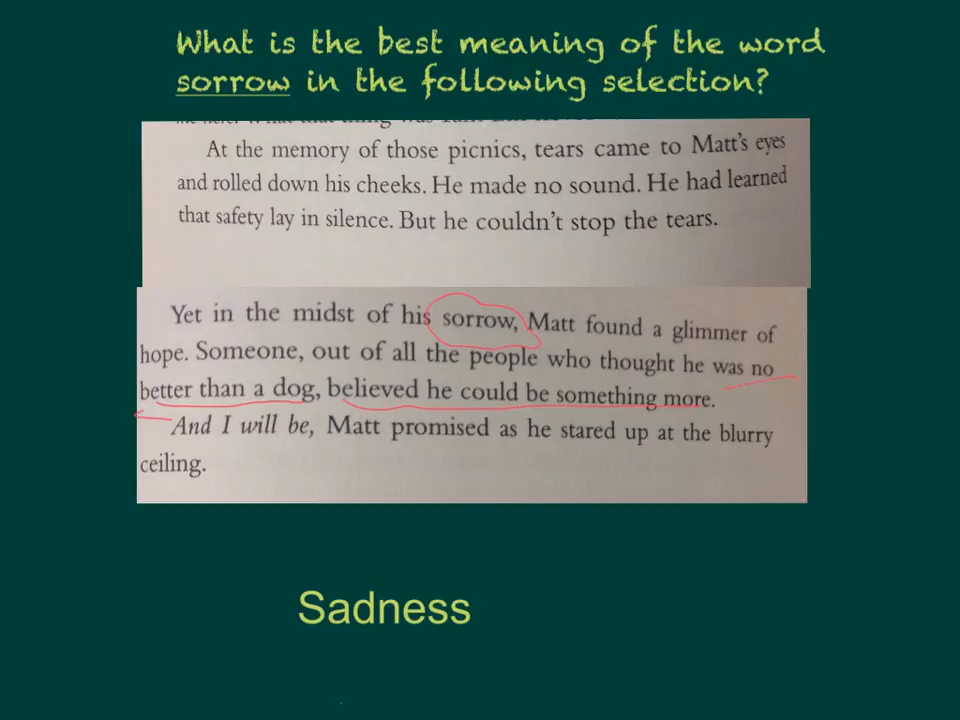 What is the best meaning of the word
sorrow in the following selection?
At the memory of those picnics, tears came to Matt's eyes
and rolled down his cheeks. He made no sound. He had learned
that safety lay in silence. But he couldn't stop the tears.
Yet in the midst of his sorrow, Matt found a glimmer of
hope. Someone, out of all the people who thought he was no
better than a dog, believed he could be something more.
And I will be, Matt promised as he stared up at the blurry
ceiling.
Sadness